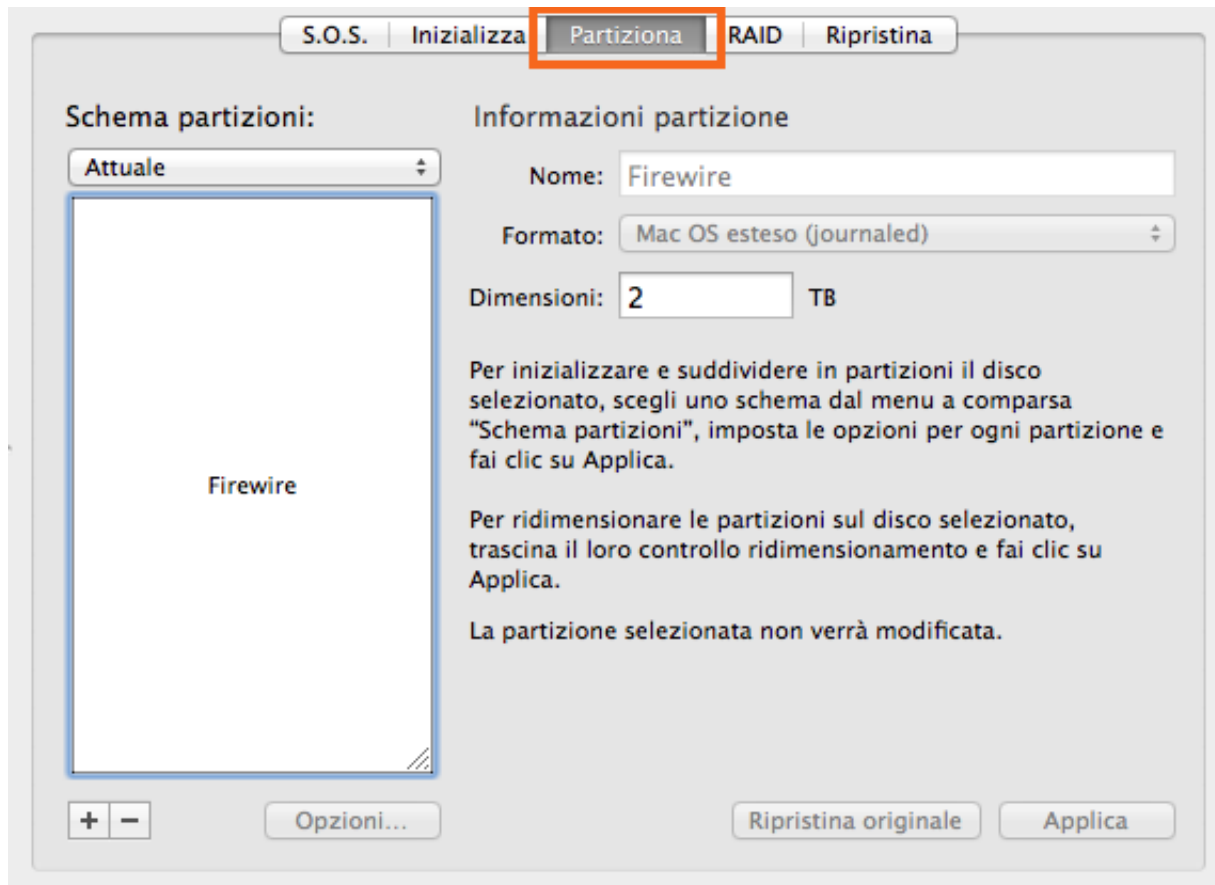 S.O.S. Inizializza Partiziona RAID Ripristina
Schema partizioni:
Attuale
Firewire
+ −
Opzioni...
Informazioni partizione
Nome: Firewire
Formato: Mac OS esteso (journaled)
Dimensioni: 2 TB
Per inizializzare e suddividere in partizioni il disco
selezionato, scegli uno schema dal menu a comparsa
“Schema partizioni”, imposta le opzioni per ogni partizione e
fai clic su Applica.
Per ridimensionare le partizioni sul disco selezionato,
trascina il loro controllo ridimensionamento e fai clic su
Applica.
La partizione selezionata non verrà modificata.
Ripristina originale Applica